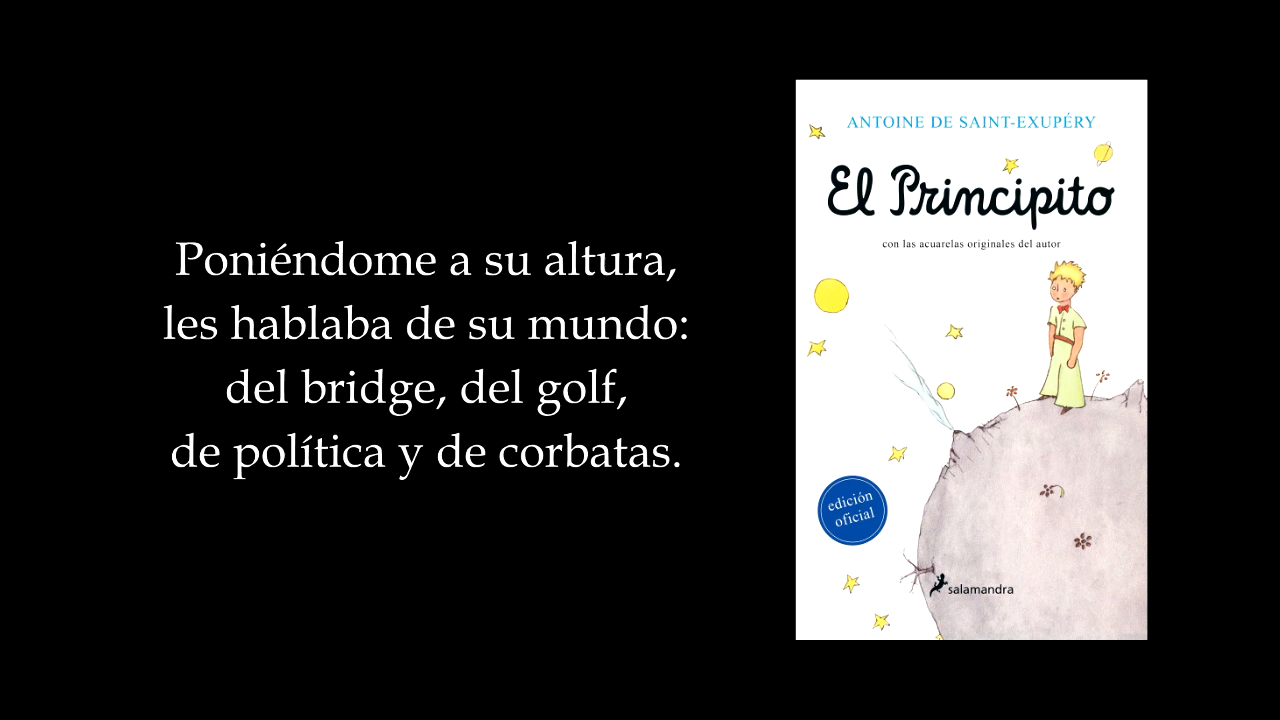 Poniéndome a su altura,
les hablaba de su mundo:
del bridge, del golf,
de política y de corbatas.
ANTOINE DE SAINT-EXUPÉRY
El Principito
con las acuarelas originales del autor
edición
oficial
salamandra